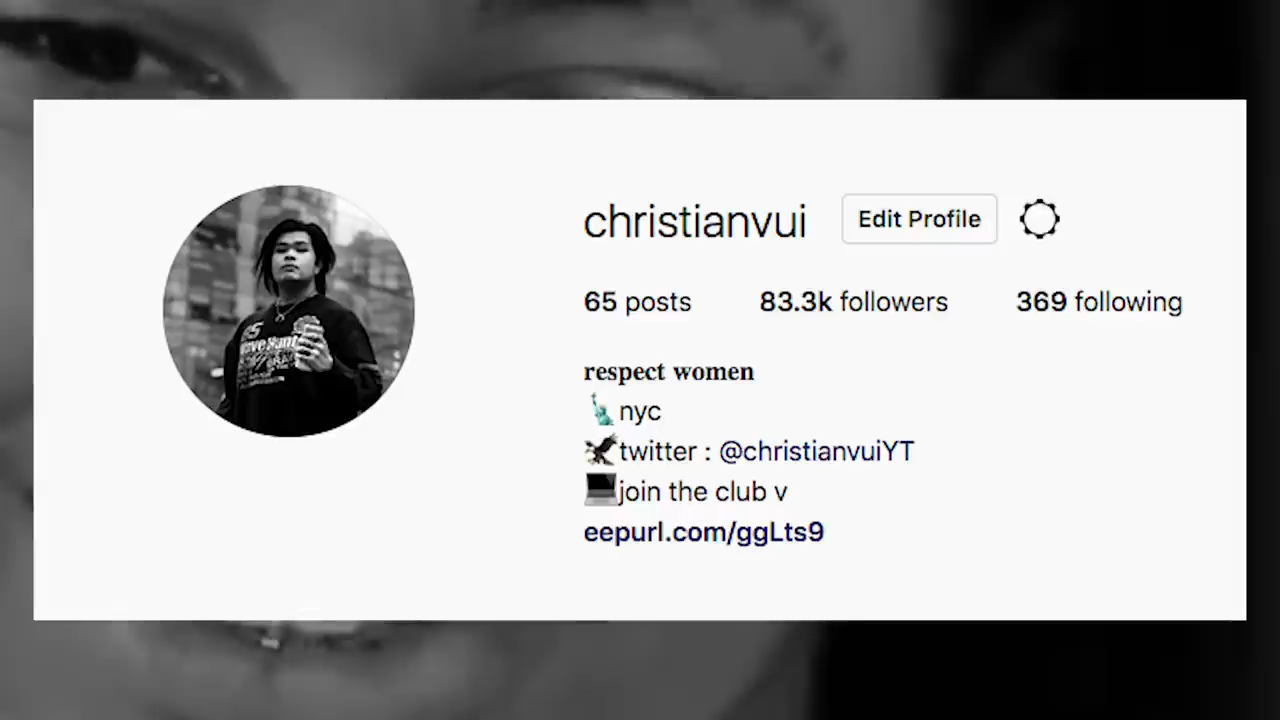 christianvui
Edit Profile
65 posts
83.3k followers
369 following
respect women
nyc
twitter : @christianvuiYT
join the club v
eepurl.com/ggLts9